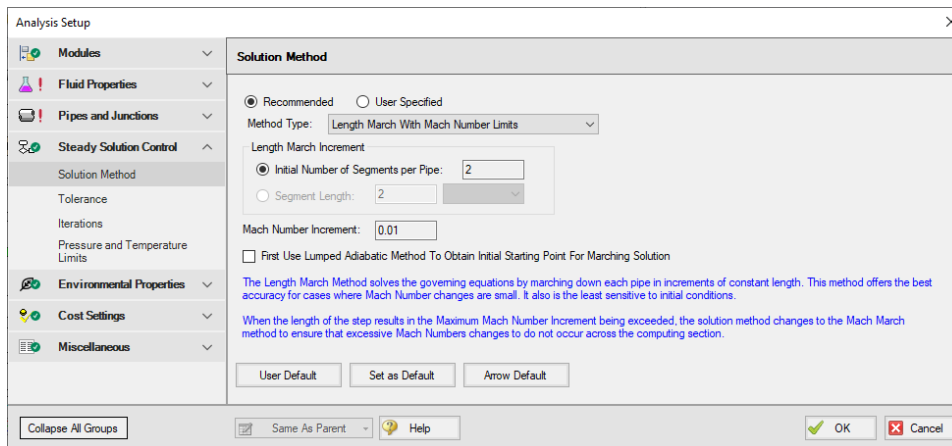 Analysis Setup
Modules
Fluid Properties
Pipes and Junctions
Steady Solution Control
Solution Method
Tolerance
Iterations
Pressure and Temperature
Limits
Environmental Properties
Cost Settings
Miscellaneous
Collapse All Groups
Solution Method
Recommended User Specified
Method Type: Length March With Mach Number Limits
Length March Increment
Initial Number of Segments per Pipe: 2
Segment Length: 2
Mach Number Increment: 0.01
First Use Lumped Adiabatic Method To Obtain Initial Starting Point For Marching Solution
The Length March Method solves the governing equations by marching down each pipe in increments of constant length. This method offers the best
accuracy for cases where Mach Number changes are small. It also is the least sensitive to initial conditions.
When the length of the step results in the Maximum Mach Number Increment being exceeded, the solution method changes to the Mach March
method to ensure that excessive Mach Numbers changes to do not occur across the computing section.
User Default Set as Default Arrow Default
Same As Parent Help OK Cancel